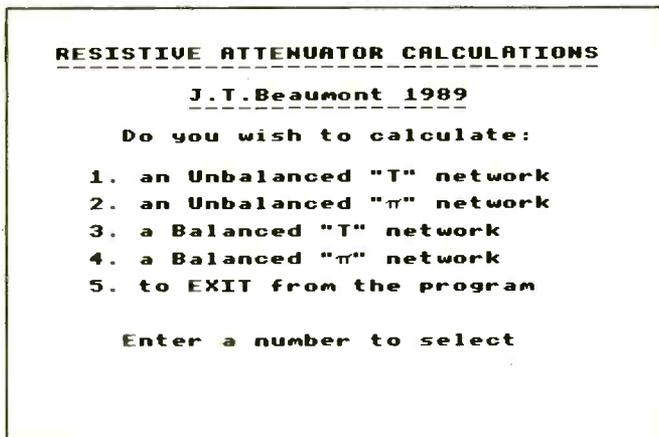 RESISTIVE ATTENUATOR CALCULATIONS
J.T.Beaumont 1989
Do you wish to calculate:
1. an Unbalanced "T" network
2. an Unbalanced "π" network
3. a Balanced "T" network
4. a Balanced "π" network
5. to EXIT from the program
Enter a number to select